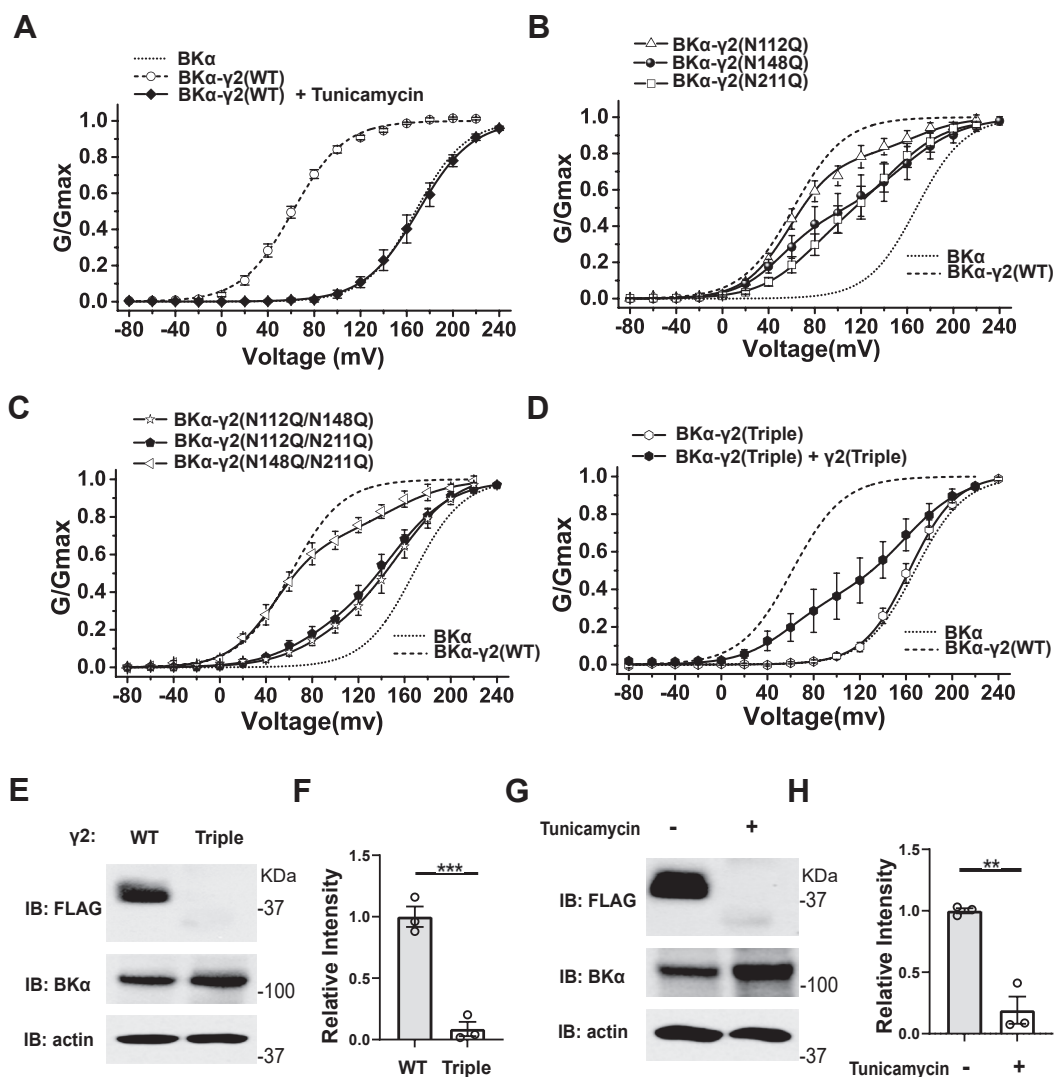 A
BKα
BKα-γ2(WT)
BKα-γ2(WT) + Tunicamycin
1.0
0.8
0.6
0.4
0.2
0.0
G/Gmax
-80 -40 0 40 80 120 160 200 240
Voltage (mV)
B
BKα-γ2(N112Q)
BKα-γ2(N148Q)
BKα-γ2(N211Q)
1.0
0.8
0.6
0.4
0.2
0.0
G/Gmax
BKα
BKα-γ2(WT)
-80 -40 0 40 80 120 160 200 240
Voltage(mV)
C
BKα-γ2(N112Q/N148Q)
BKα-γ2(N112Q/N211Q)
BKα-γ2(N148Q/N211Q)
1.0
0.8
0.6
0.4
0.2
0.0
G/Gmax
BKα
BKα-γ2(WT)
-80 -40 0 40 80 120 160 200 240
Voltage(mv)
D
BKα-γ2(Triple)
BKα-γ2(Triple) + γ2(Triple)
1.0
0.8
0.6
0.4
0.2
0.0
G/Gmax
BKα
BKα-γ2(WT)
-80 -40 0 40 80 120 160 200 240
Voltage(mv)
E
γ2: WT Triple
KDa
IB: FLAG -37
IB: BKα -100
IB: actin
-37
F
1.5
1.0
0.5
0.0
Relative Intensity
***
WT Triple
G
Tunicamycin - +
KDa
IB: FLAG -37
IB: BKα -100
IB: actin
-37
H
1.5
1.0
0.5
0.0
Relative Intensity
**
Tunicamycin - +